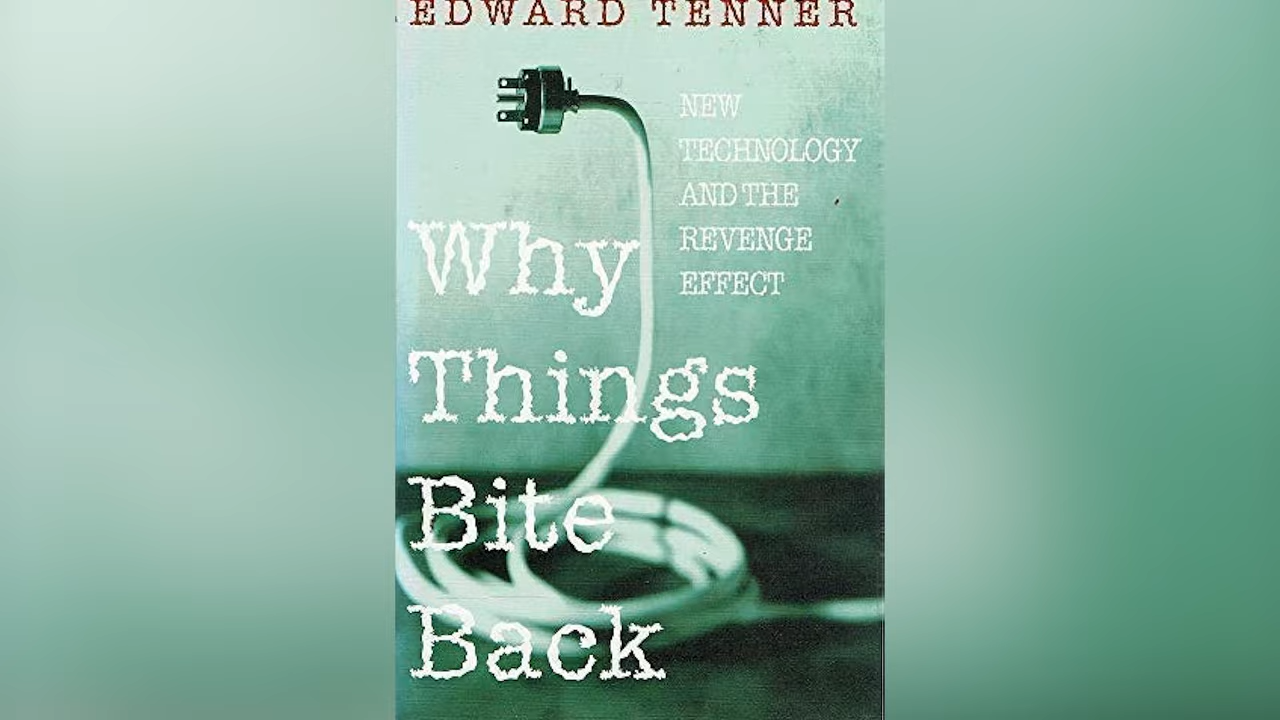 EDWARD TENNER
NEW
TECHNOLOGY
AND THE
REVENGE
EFFECT
Why
Things
Bite
Back